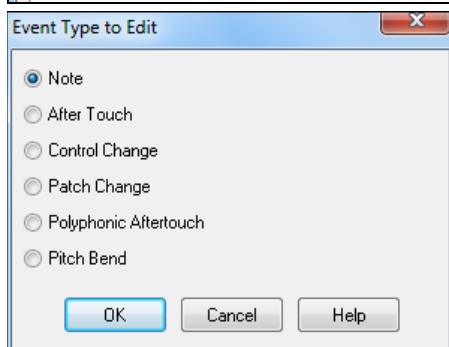 Event Type to Edit
Note
After Touch
Control Change
Patch Change
Polyphonic Aftertouch
Pitch Bend
OK Cancel Help